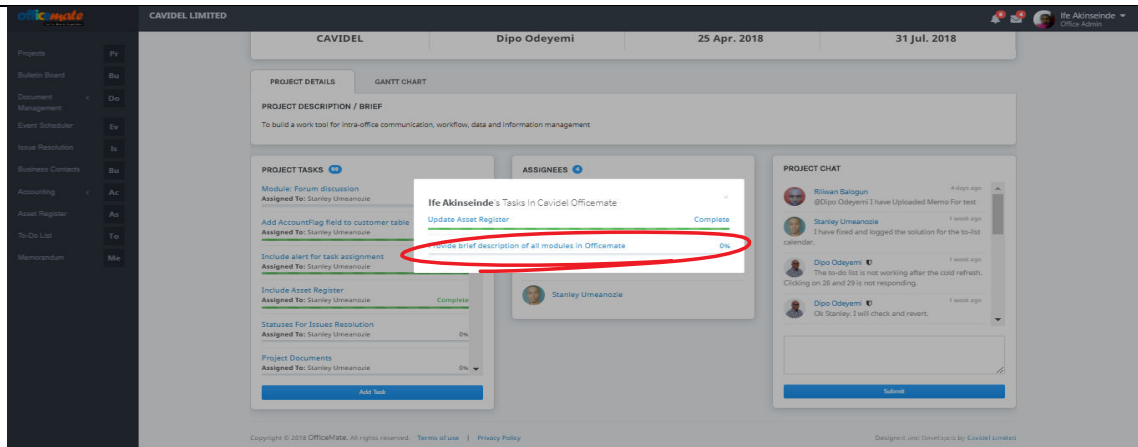 officemate
CAVIDEL LIMITED
Ife Akinseinde
Office Admin
Projects Pr
Bulletin Board Bu
Document Management Do
Event Scheduler Ev
Issue Resolution Is
Business Contacts Bu
Accounting Ac
Asset Register As
To-Do List To
Memorandum Me
CAVIDEL Dipo Odeyemi 25 Apr. 2018 31 Jul. 2018
PROJECT DETAILS GANTT CHART
PROJECT DESCRIPTION / BRIEF
To build a work tool for intra-office communication, workflow, data and information management
PROJECT TASKS
Module: Forum discussion
Assigned To: Stanley Umeanozie
Add AccountFlag field to customer table
Assigned To: Stanley Umeanozie
Include alert for task assignment
Assigned To: Stanley Umeanozie
Include Asset Register
Assigned To: Stanley Umeanozie Complete
Statuses For Issues Resolution
Assigned To: Stanley Umeanozie 0%
Project Documents
Assigned To: Stanley Umeanozie 0%
Add Task
ASSIGNEES 4
Ife Akinseinde's Tasks In Cavidel Officemate ×
Update Asset Register Complete
Provide brief description of all modules in Officemate 0%
Stanley Umeanozie
PROJECT CHAT
Riliwan Balogun 4 days ago
@Dipo Odeyemi I have Uploaded Memo For test
Stanley Umeanozie 1 week ago
I have fixed and logged the solution for the to-list
calendar.
Dipo Odeyemi 1 week ago
The to-do list is not working after the cold refresh.
Clicking on 28 and 29 is not responding.
Dipo Odeyemi 1 week ago
Ok Stanley. I will check and revert.
Submit
Copyright © 2018 OfficeMate. All rights reserved. Terms of use | Privacy Policy
Designed and Developed by Cavidel Limited